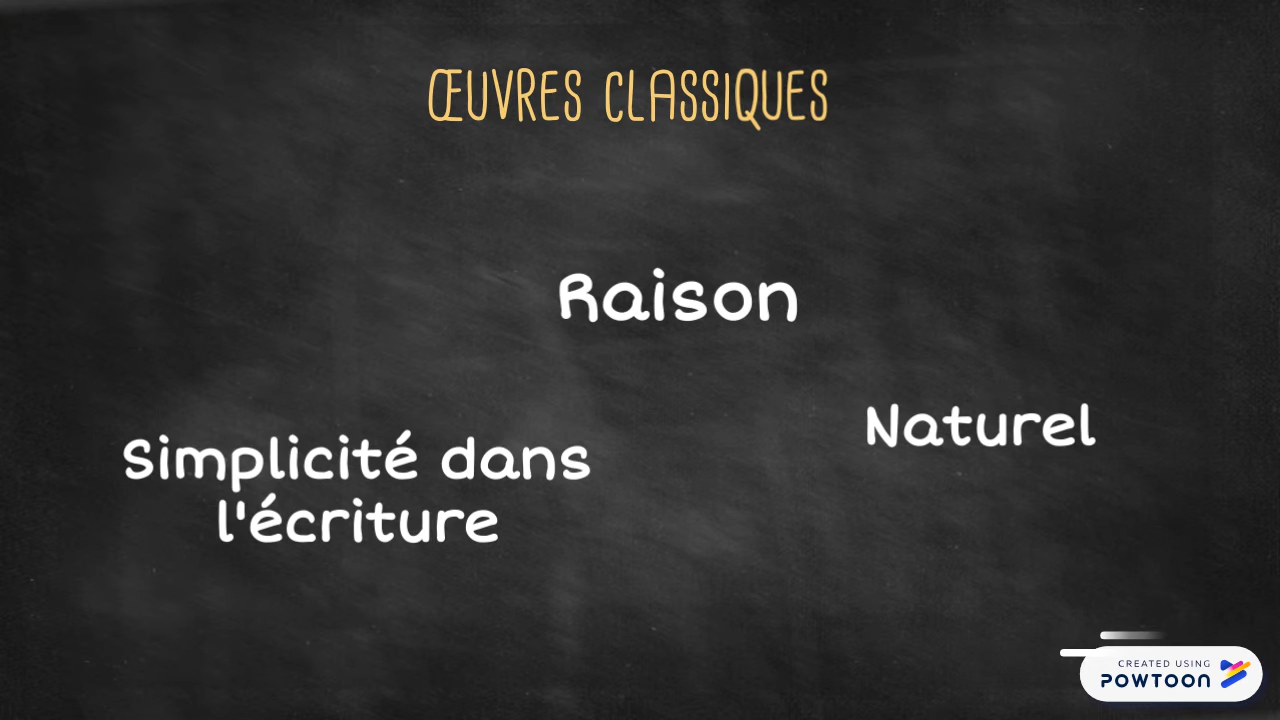 ŒUVRES CLASSIQUES
Raison
Naturel
Simplicité dans
l'écriture
CREATED USING
POWTOON